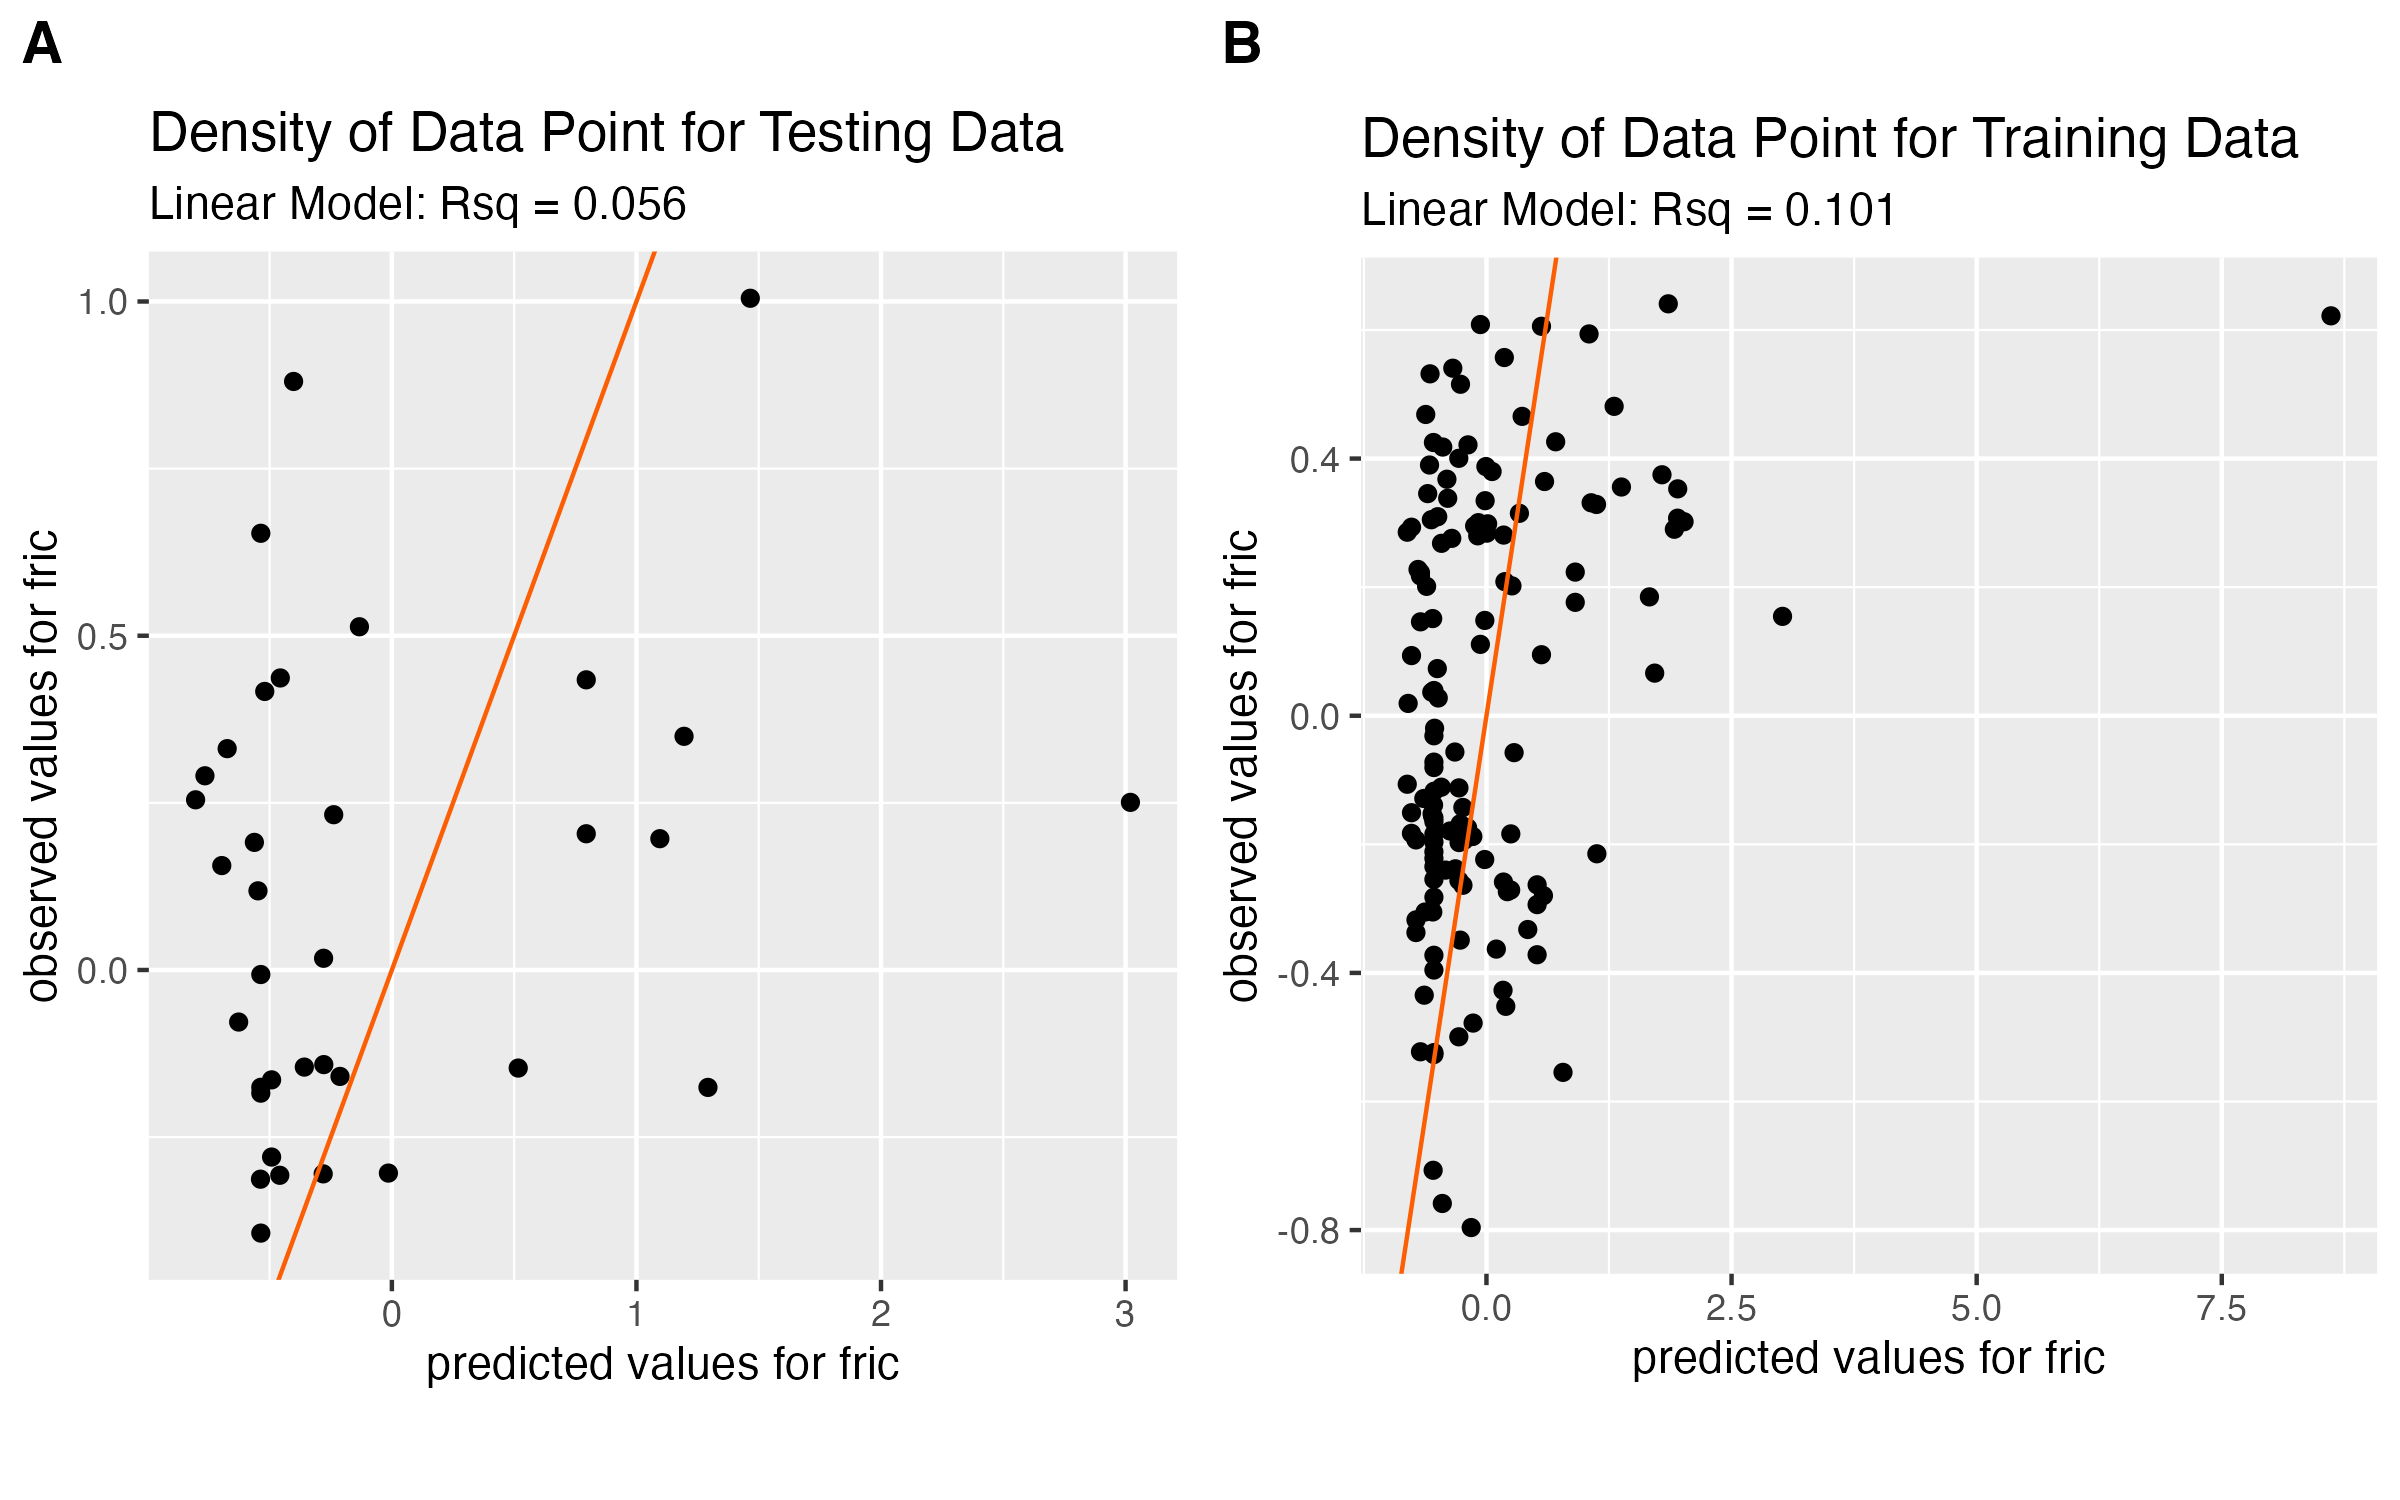 A
Density of Data Point for Testing Data
Linear Model: Rsq = 0.056
observed values for fric
1.0
0.5
0.0
0
1
2
3
predicted values for fric
B
Density of Data Point for Training Data
Linear Model: Rsq = 0.101
observed values for fric
0.4
0.0
-0.4
-0.8
0.0
2.5
5.0
7.5
predicted values for fric